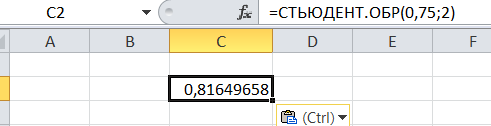 C2 fx =СТЬЮДЕНТ.ОБР(0,75;2)
A B C D E F
0,81649658
(Ctrl)